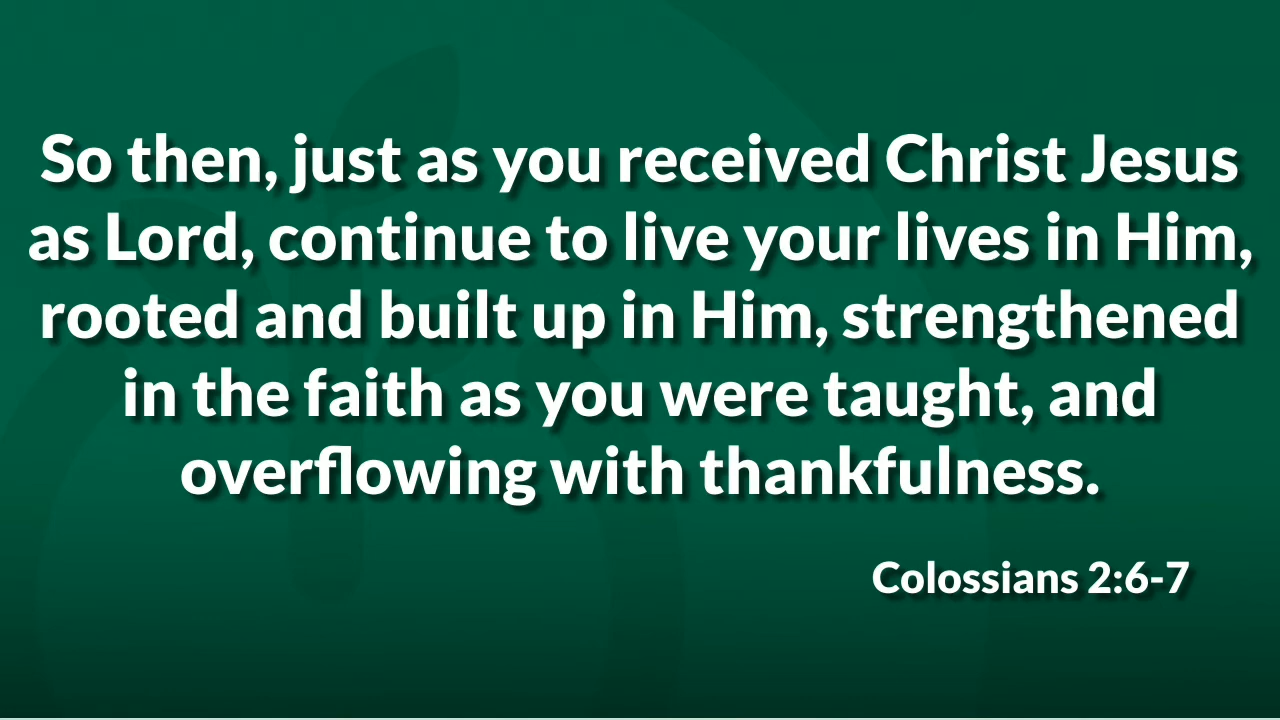 So then, just as you received Christ Jesus
as Lord, continue to live your lives in Him,
rooted and built up in Him, strengthened
in the faith as you were taught, and
overflowing with thankfulness.
Colossians 2:6-7